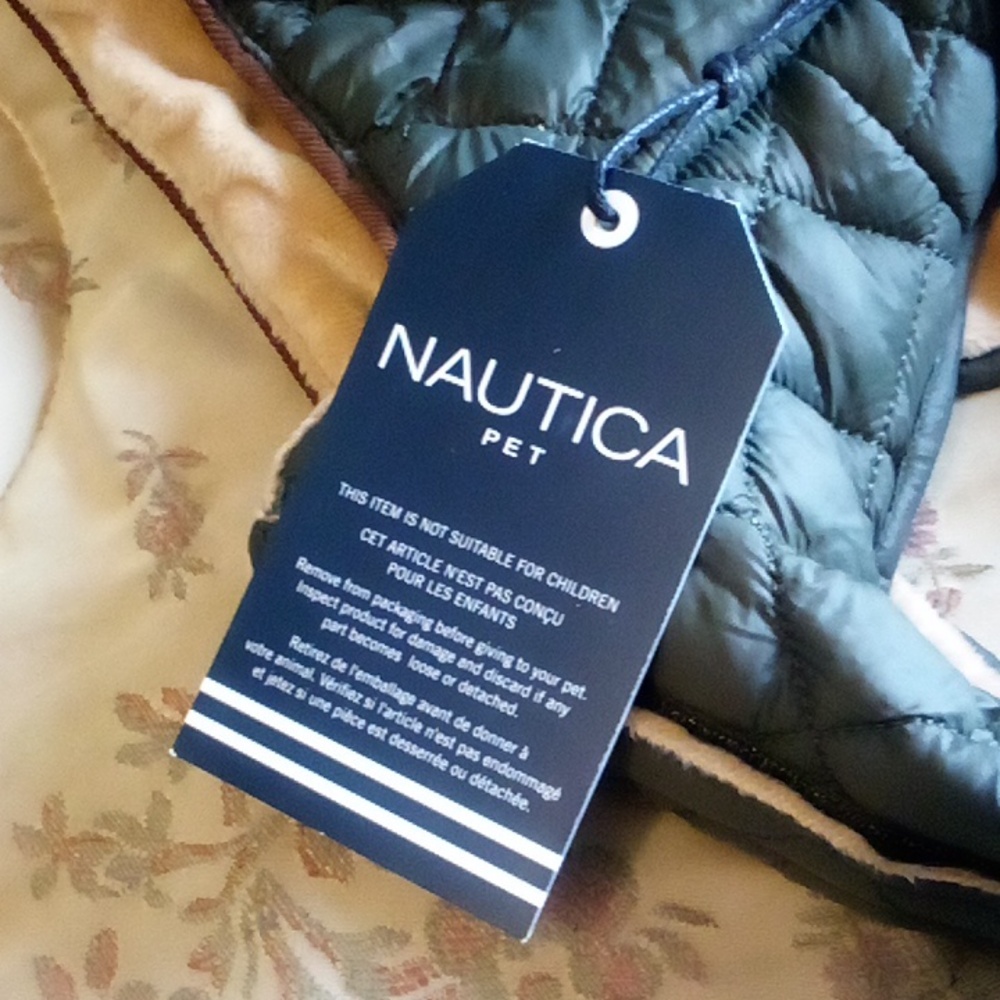 NAUTICA
PET
THIS ITEM IS NOT SUITABLE FOR CHILDREN
CET ARTICLE N'EST PAS CONÇU
POUR LES ENFANTS
Remove from packaging before giving to your pet.
Inspect product for damage and discard if any
part becomes loose or detached.
Retirez de l'emballage avant de donner à
votre animal. Vérifiez si l'article n'est pas endommagé
et jetez si une pièce est desserrée ou détachée.